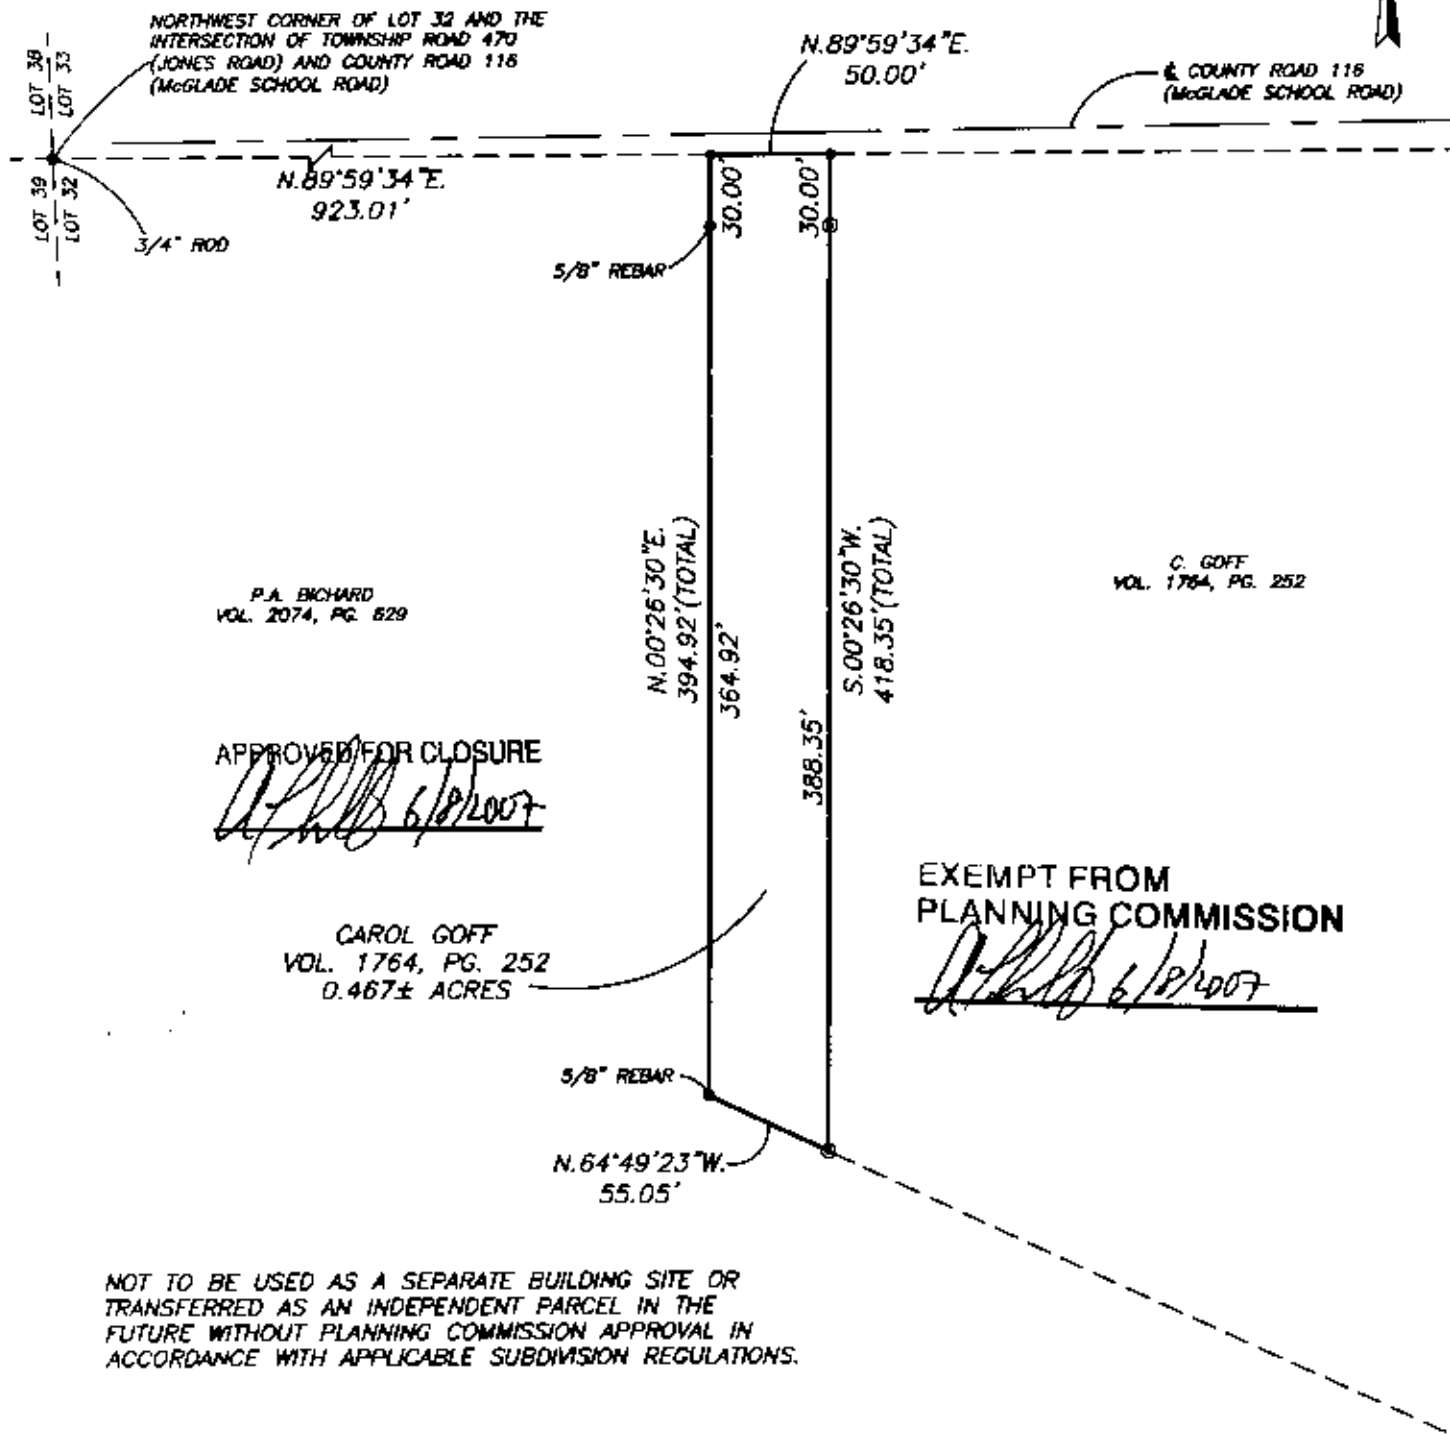 NORTHWEST CORNER OF LOT 32 AND THE
INTERSECTION OF TOWNSHIP ROAD 470
(JONES ROAD) AND COUNTY ROAD 116
(McGLADE SCHOOL ROAD)
LOT 38
LOT 33
LOT 39
LOT 32
3/4" ROD
N.89°59'34"E.
923.01'
N.89°59'34"E.
50.00'
℄ COUNTY ROAD 116
(McGLADE SCHOOL ROAD)
30.00'
30.00'
5/8" REBAR
N.00°26'30"E.
394.92'(TOTAL)
364.92'
S.00°26'30"W.
418.35'(TOTAL)
388.35'
P.A. BICHARD
VOL. 2074, PG. 629
C. GOFF
VOL. 1764, PG. 252
APPROVED FOR CLOSURE
6/8/2007
CAROL GOFF
VOL. 1764, PG. 252
0.467± ACRES
EXEMPT FROM
PLANNING COMMISSION
6/8/2007
5/8" REBAR
N.64°49'23"W.
55.05'
NOT TO BE USED AS A SEPARATE BUILDING SITE OR
TRANSFERRED AS AN INDEPENDENT PARCEL IN THE
FUTURE WITHOUT PLANNING COMMISSION APPROVAL IN
ACCORDANCE WITH APPLICABLE SUBDIVISION REGULATIONS.